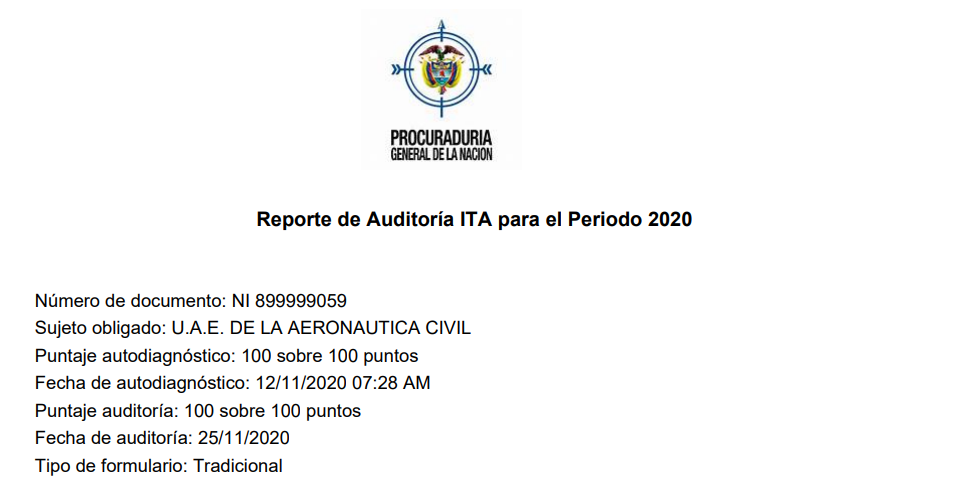 PROCURADURIA
GENERAL DE LA NACION
Reporte de Auditoría ITA para el Periodo 2020
Número de documento: NI 899999059
Sujeto obligado: U.A.E. DE LA AERONAUTICA CIVIL
Puntaje autodiagnóstico: 100 sobre 100 puntos
Fecha de autodiagnóstico: 12/11/2020 07:28 AM
Puntaje auditoría: 100 sobre 100 puntos
Fecha de auditoría: 25/11/2020
Tipo de formulario: Tradicional